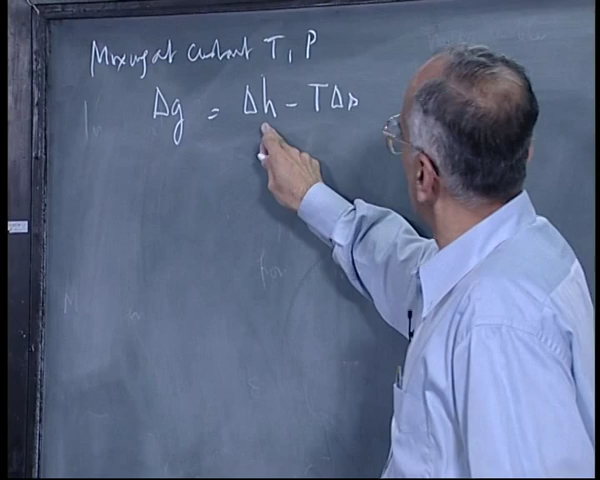 Mixing at constant T, P
Δg = Δh - TΔs